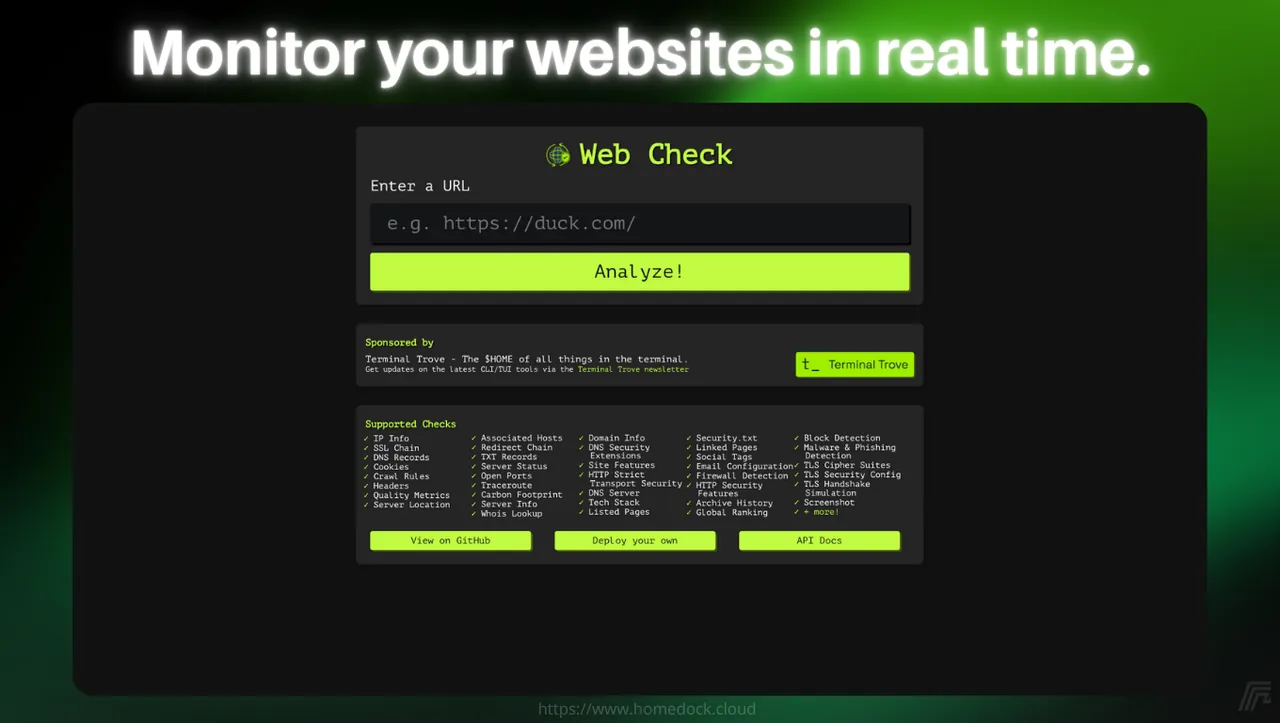 Monitor your websites in real time.
Web Check
Enter a URL
e.g. https://duck.com/
Analyze!
Sponsored by
Terminal Trove - The $HOME of all things in the terminal.
Get updates on the latest CLI/TUI tools via the Terminal Trove newsletter
t_ Terminal Trove
Supported Checks
✓ IP Info
✓ SSL Chain
✓ DNS Records
✓ Cookies
✓ Crawl Rules
✓ Headers
✓ Quality Metrics
✓ Server Location
✓ Associated Hosts
✓ Redirect Chain
✓ TXT Records
✓ Server Status
✓ Open Ports
✓ Traceroute
✓ Carbon Footprint
✓ Server Info
✓ Whois Lookup
✓ Domain Info
✓ DNS Security
Extensions
✓ Site Features
✓ HTTP Strict
Transport Security
✓ DNS Server
✓ Tech Stack
✓ Listed Pages
✓ Security.txt
✓ Linked Pages
✓ Social Tags
✓ Email Configuration
✓ Firewall Detection
✓ HTTP Security
Features
✓ Archive History
✓ Global Ranking
✓ Block Detection
✓ Malware & Phishing
Detection
✓ TLS Cipher Suites
✓ TLS Security Config
✓ TLS Handshake
Simulation
✓ Screenshot
✓ + more!
View on GitHub
Deploy your own
API Docs
https://www.homedock.cloud